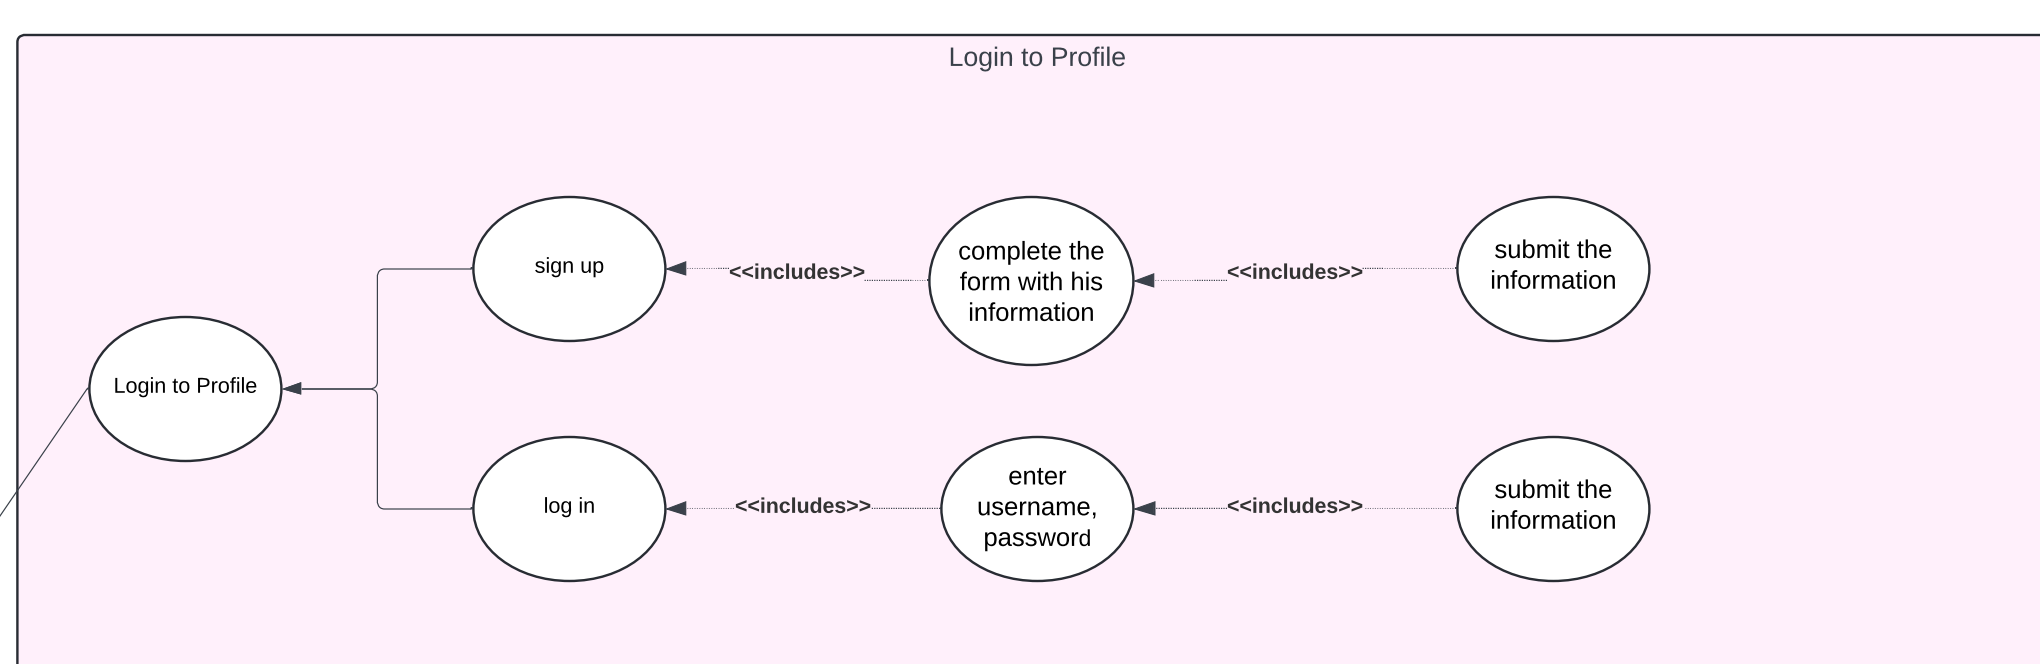 Login to Profile
sign up
<<includes>>
complete the
form with his
information
<<includes>>
submit the
information
Login to Profile
log in
<<includes>>
enter
username,
password
<<includes>>
submit the
information